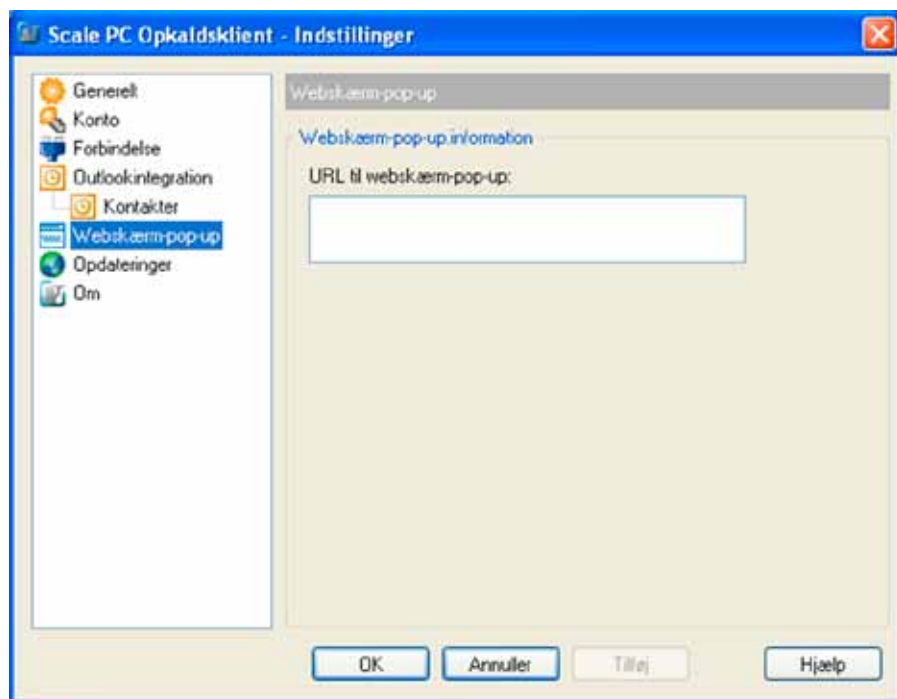 Scale PC Opkaldsklient - Indstillinger
Generelt
Konto
Forbindelse
Outlookintegration
Kontakter
Webskærm-pop-up
Opdateringer
Om
Webskærm-pop-up
Webskærm-pop-up information
URL til webskærm-pop-up:
OK
Annuller
Tilføj
Hjælp